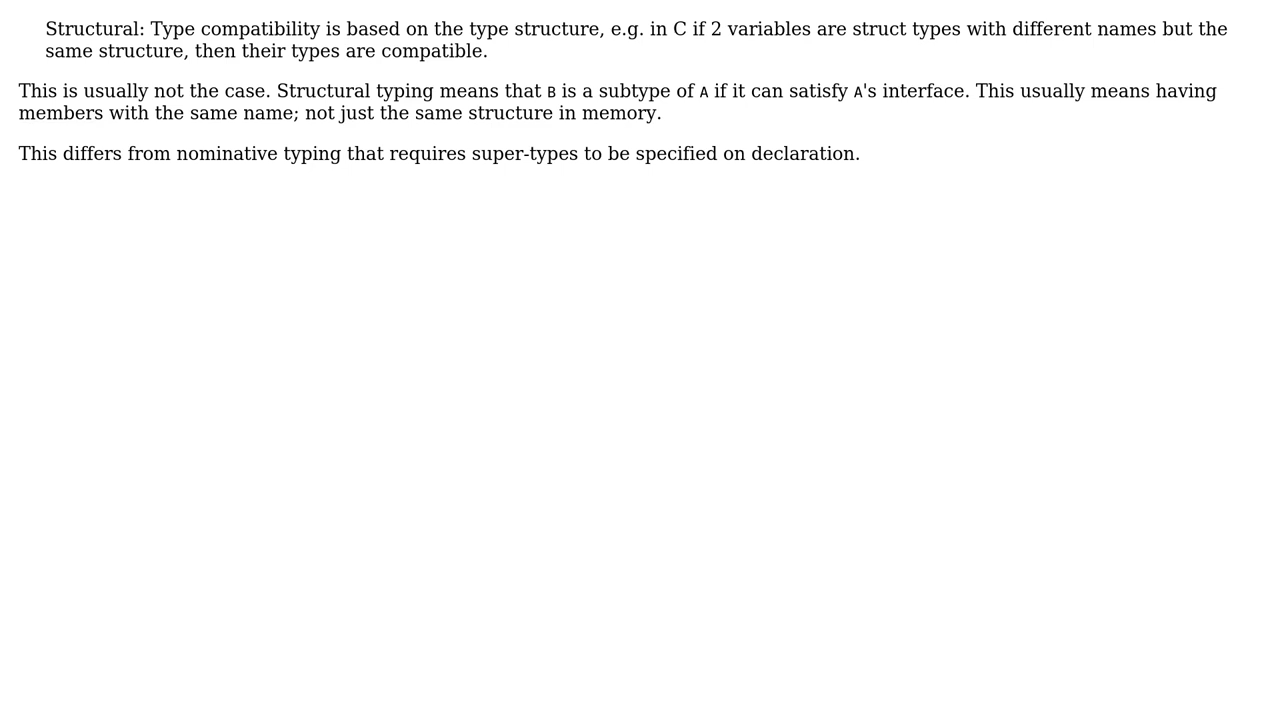 Structural: Type compatibility is based on the type structure, e.g. in C if 2 variables are struct types with different names but the
same structure, then their types are compatible.
This is usually not the case. Structural typing means that B is a subtype of A if it can satisfy A's interface. This usually means having
members with the same name; not just the same structure in memory.
This differs from nominative typing that requires super-types to be specified on declaration.